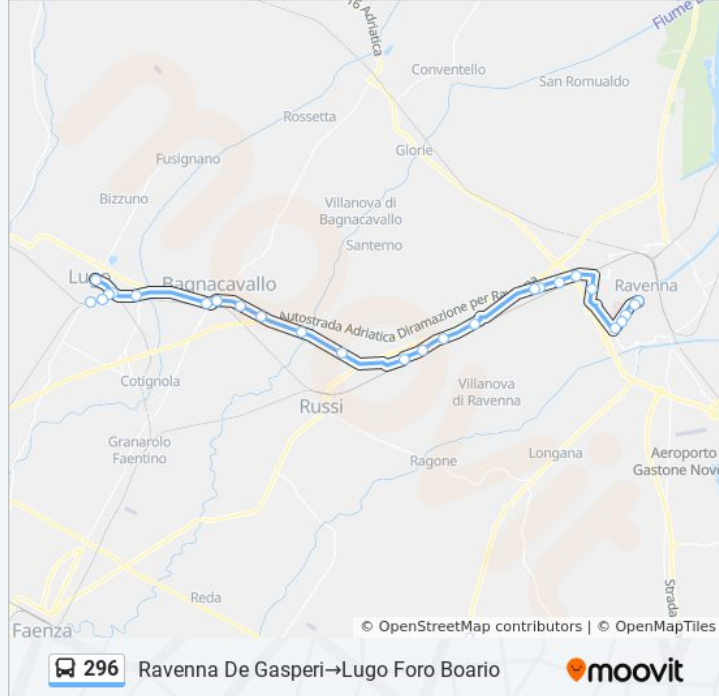 16 Adriatica
Fiume
Conventello
San Romualdo
Rossetta
Glorie
Fusignano
Bizzuno
Villanova di
Bagnacavallo
Santerno
Lugo
Bagnacavallo
Ravenna
Autostrada Adriatica Diramazione per Ravenna
Cotignola
Villanova
di Ravenna
Russi
Granarolo
Faentino
Ragone
Longana
Aeroporto
Gastone Nove
Reda
Strada
Faenza
© OpenStreetMap contributors | © OpenMapTiles
296 Ravenna De Gasperi→Lugo Foro Boario
moovit